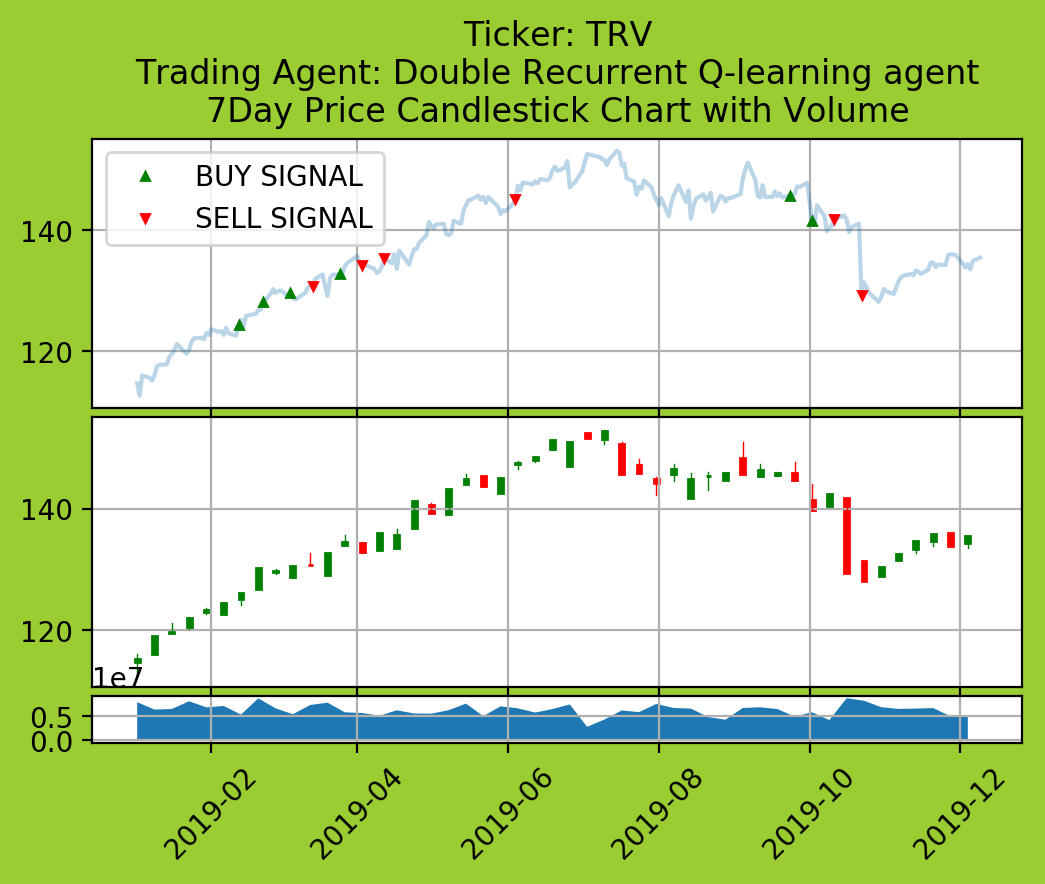 Ticker: TRV
Trading Agent: Double Recurrent Q-learning agent
7Day Price Candlestick Chart with Volume
BUY SIGNAL
SELL SIGNAL
140
120
140
120
1e7
0.5
0.0
2019-02
2019-04
2019-06
2019-08
2019-10
2019-12